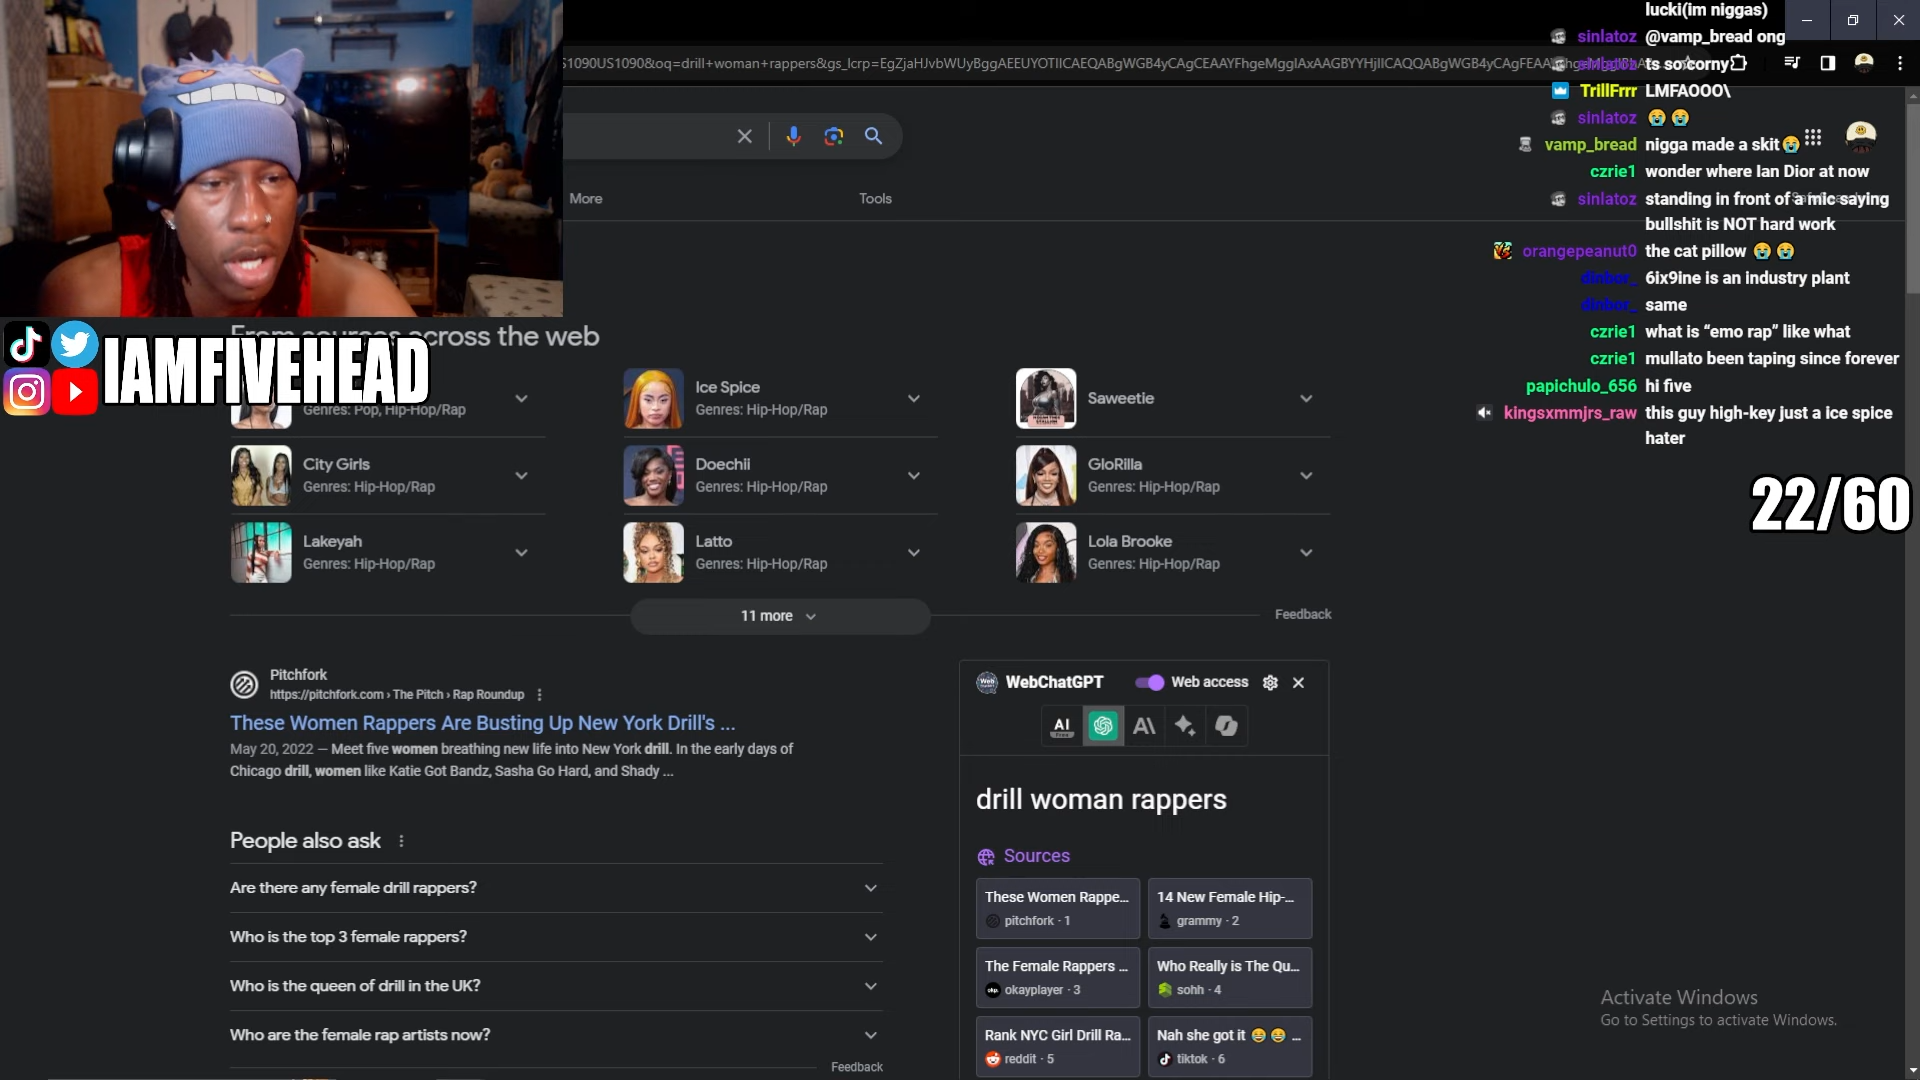 lucki(im niggas)
sinlatoz @vamp_bread ong
ts so corny
TrillFrrr LMFAOOO\
sinlatoz 😭😭
vamp_bread nigga made a skit😭
czrie1 wonder where Ian Dior at now
sinlatoz standing in front of a mic saying
bullshit is NOT hard work
orangepeanut0 the cat pillow 😭😭
dinbor_ 6ix9ine is an industry plant
dinbor_ same
czrie1 what is “emo rap” like what
czrie1 mullato been taping since forever
papichulo_656 hi five
kingsxmmjrs_raw this guy high-key just a ice spice
hater
22/60
More
Tools
From sources across the web
IAMFIVEHEAD
Genres: Pop, Hip-Hop/Rap
Ice Spice
Genres: Hip-Hop/Rap
Saweetie
City Girls
Genres: Hip-Hop/Rap
Doechii
Genres: Hip-Hop/Rap
GloRilla
Genres: Hip-Hop/Rap
Lakeyah
Genres: Hip-Hop/Rap
Latto
Genres: Hip-Hop/Rap
Lola Brooke
Genres: Hip-Hop/Rap
11 more
Feedback
Pitchfork
https://pitchfork.com › The Pitch › Rap Roundup
These Women Rappers Are Busting Up New York Drill's ...
May 20, 2022 — Meet five women breathing new life into New York drill. In the early days of
Chicago drill, women like Katie Got Bandz, Sasha Go Hard, and Shady ...
People also ask
Are there any female drill rappers?
Who is the top 3 female rappers?
Who is the queen of drill in the UK?
Who are the female rap artists now?
Feedback
WebChatGPT
Web access
AI
Free
drill woman rappers
Sources
These Women Rappe...
pitchfork · 1
14 New Female Hip-...
grammy · 2
The Female Rappers ...
okayplayer · 3
Who Really is The Qu...
sohh · 4
Rank NYC Girl Drill Ra...
reddit · 5
Nah she got it 😂😂 ...
tiktok · 6
Activate Windows
Go to Settings to activate Windows.